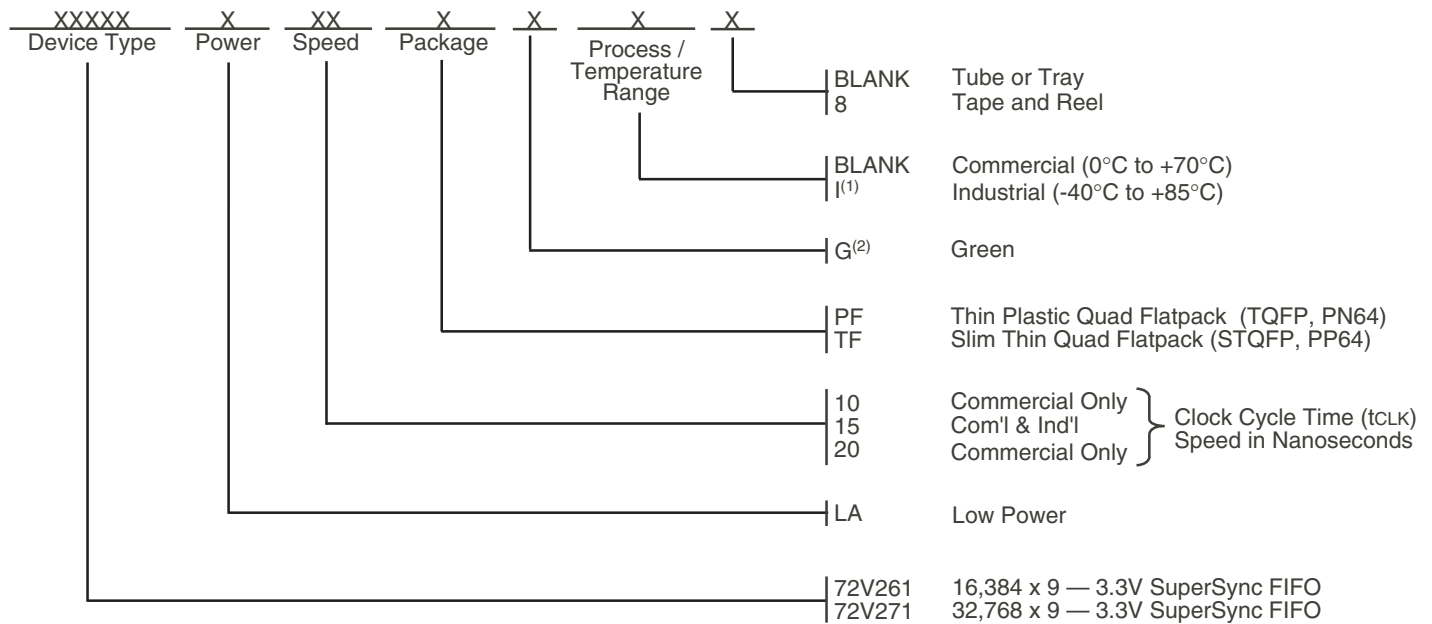 XXXXX X XX X X X X
Device Type Power Speed Package
Process /
Temperature
Range
BLANK Tube or Tray
8 Tape and Reel
BLANK Commercial (0°C to +70°C)
I(1) Industrial (-40°C to +85°C)
G(2) Green
PF Thin Plastic Quad Flatpack (TQFP, PN64)
TF Slim Thin Quad Flatpack (STQFP, PP64)
10 Commercial Only
15 Com'l & Ind'l
20 Commercial Only
Clock Cycle Time (tCLK)
Speed in Nanoseconds
LA Low Power
72V261 16,384 x 9 — 3.3V SuperSync FIFO
72V271 32,768 x 9 — 3.3V SuperSync FIFO